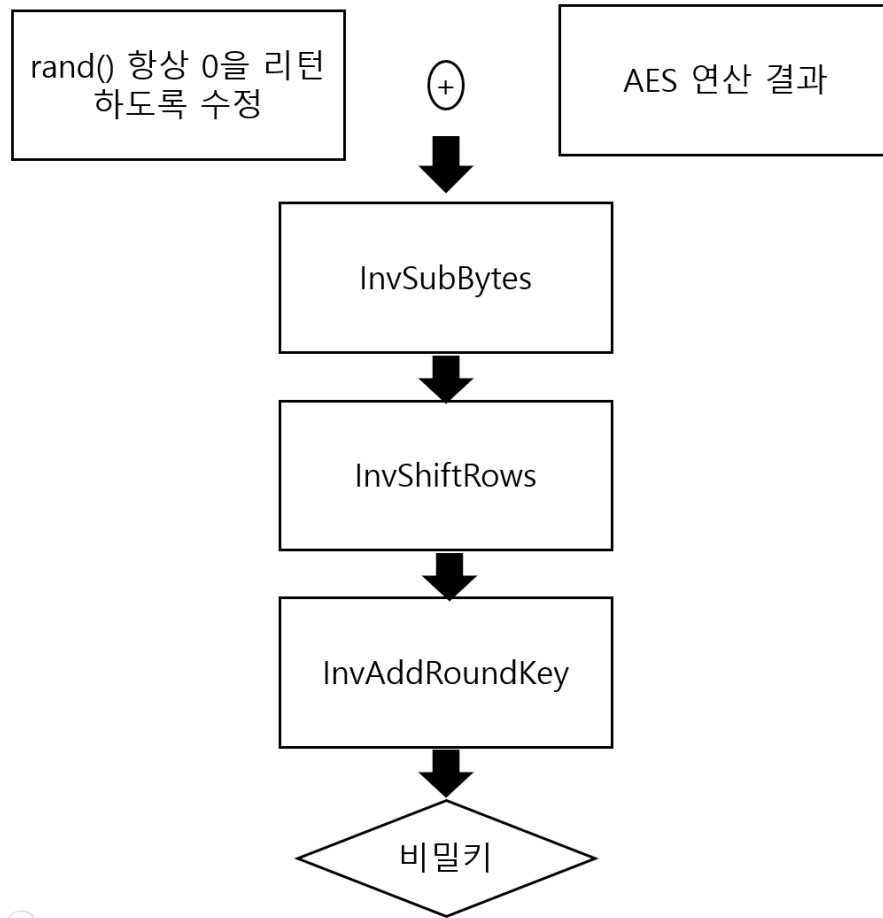 rand() 항상 0을 리턴
하도록 수정
+
AES 연산 결과
InvSubBytes
InvShiftRows
InvAddRoundKey
비밀키